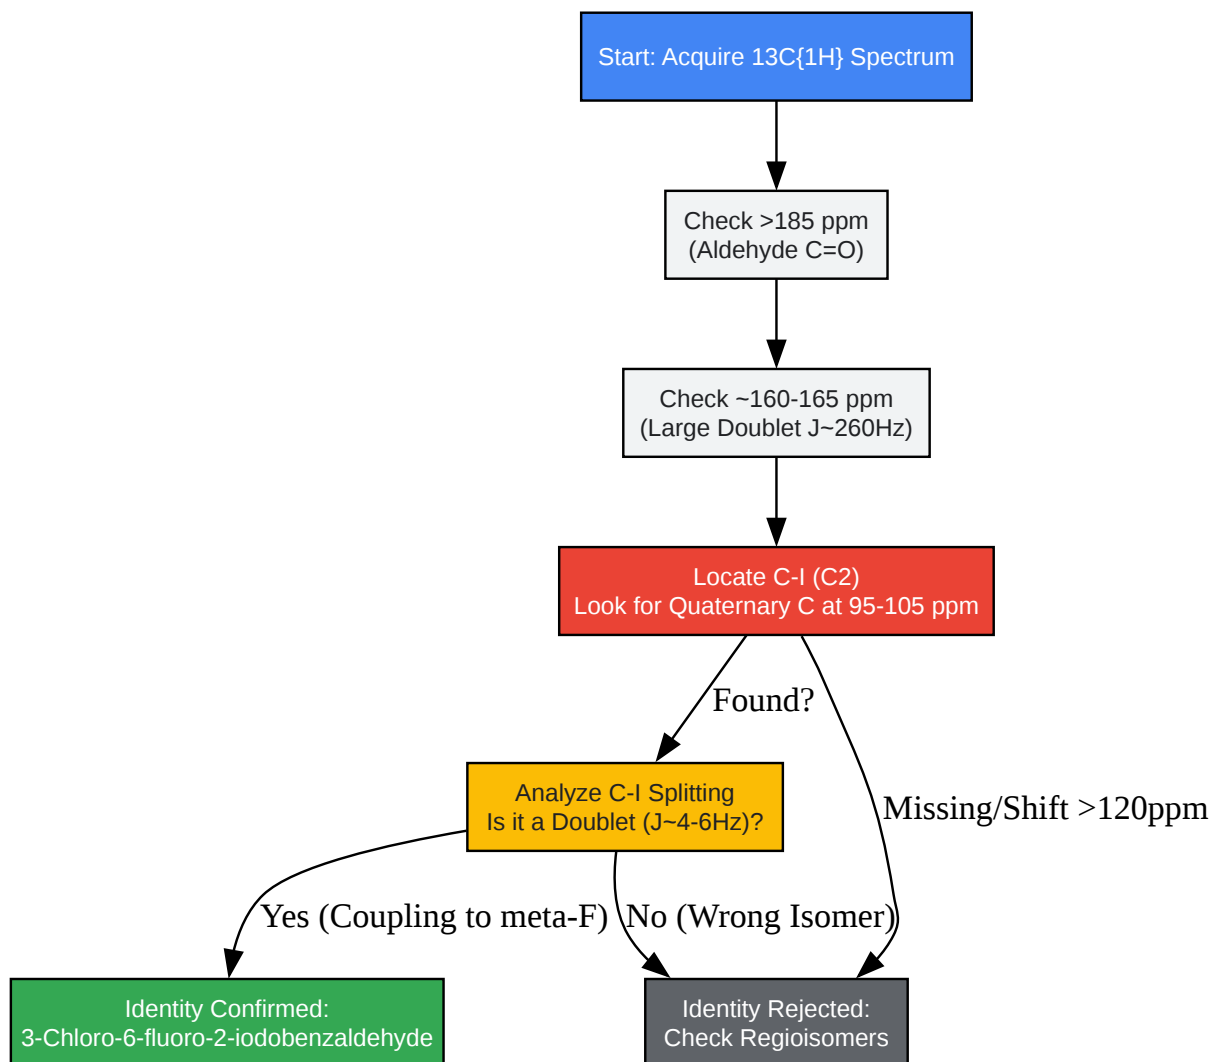 Start: Acquire 13C{1H} Spectrum
Check >185 ppm
(Aldehyde C=O)
Check ~160-165 ppm
(Large Doublet J~260Hz)
Locate C-I (C2)
Look for Quaternary C at 95-105 ppm
Found?
Analyze C-I Splitting
Is it a Doublet (J~4-6Hz)?
Missing/Shift >120ppm
Yes (Coupling to meta-F)
No (Wrong Isomer)
Identity Confirmed:
3-Chloro-6-fluoro-2-iodobenzaldehyde
Identity Rejected:
Check Regioisomers